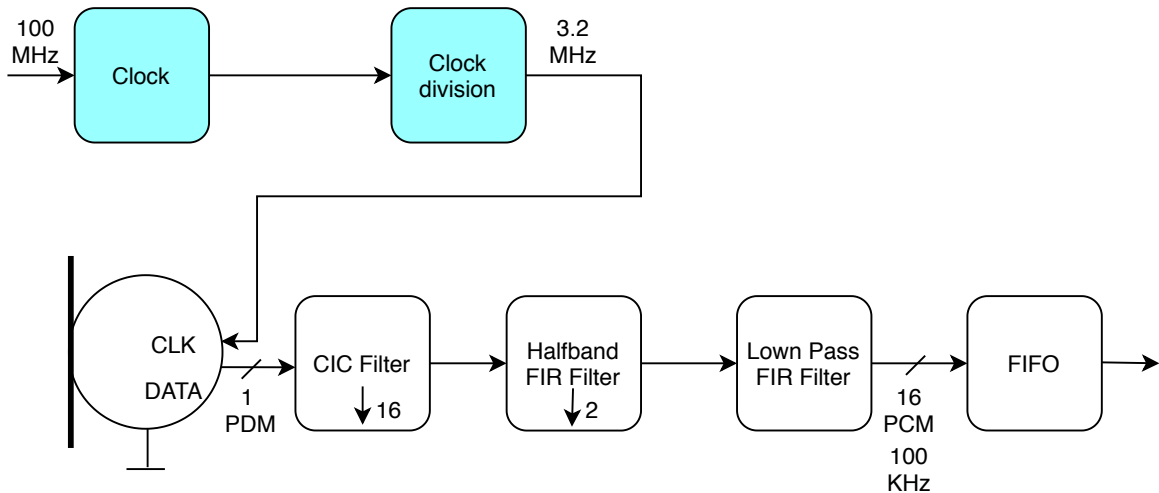 100
MHz
Clock
Clock
division
3.2
MHz
CLK
DATA
1
PDM
CIC Filter
16
Halfband
FIR Filter
2
Lown Pass
FIR Filter
16
PCM
100
KHz
FIFO